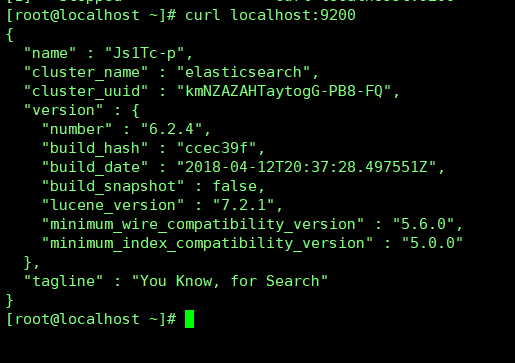 [root@localhost ~]# curl localhost:9200
{
  "name" : "Js1Tc-p",
  "cluster_name" : "elasticsearch",
  "cluster_uuid" : "kmNZAZAHTaytogG-PB8-FQ",
  "version" : {
    "number" : "6.2.4",
    "build_hash" : "ccec39f",
    "build_date" : "2018-04-12T20:37:28.497551Z",
    "build_snapshot" : false,
    "lucene_version" : "7.2.1",
    "minimum_wire_compatibility_version" : "5.6.0",
    "minimum_index_compatibility_version" : "5.0.0"
  },
  "tagline" : "You Know, for Search"
}
[root@localhost ~]#